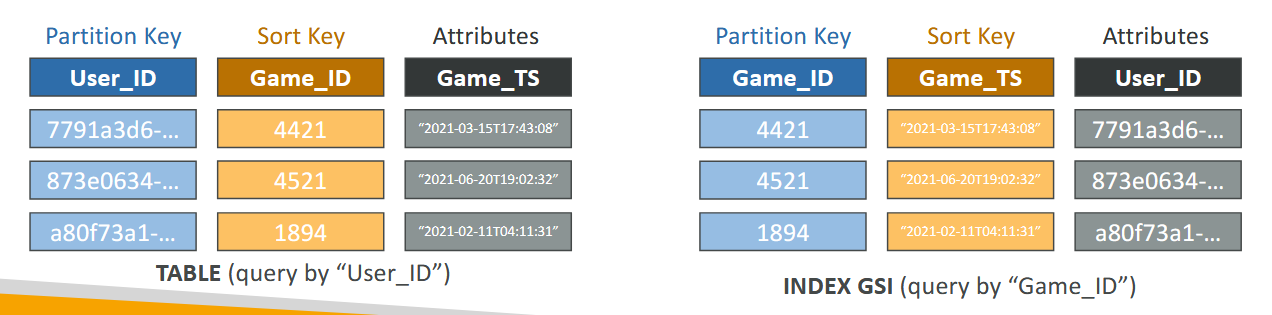 Partition Key Sort Key Attributes
User_ID Game_ID Game_TS
7791a3d6-... 4421 “2021-03-15T17:43:08”
873e0634-... 4521 “2021-06-20T19:02:32”
a80f73a1-... 1894 “2021-02-11T04:11:31”
TABLE (query by “User_ID”)
Partition Key Sort Key Attributes
Game_ID Game_TS User_ID
4421 “2021-03-15T17:43:08” 7791a3d6-...
4521 “2021-06-20T19:02:32” 873e0634-...
1894 “2021-02-11T04:11:31” a80f73a1-...
INDEX GSI (query by “Game_ID”)